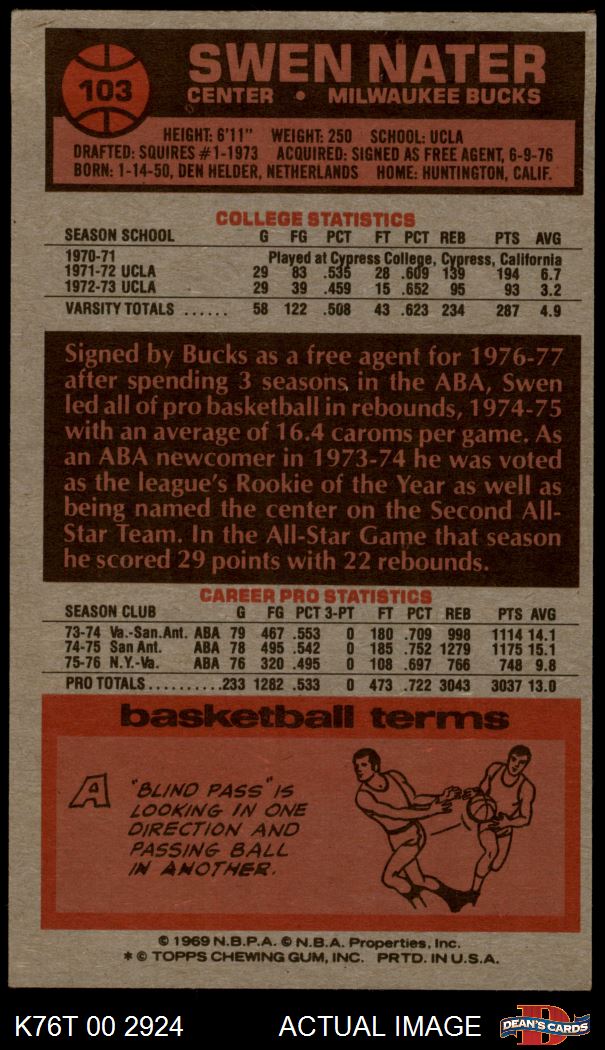 103
SWEN NATER
CENTER • MILWAUKEE BUCKS
HEIGHT: 6'11" WEIGHT: 250 SCHOOL: UCLA
DRAFTED: SQUIRES #1-1973 ACQUIRED: SIGNED AS FREE AGENT, 6-9-76
BORN: 1-14-50, DEN HELDER, NETHERLANDS HOME: HUNTINGTON, CALIF.
COLLEGE STATISTICS
SEASON SCHOOL G FG PCT FT PCT REB PTS AVG
1970-71 Played at Cypress College, Cypress, California
1971-72 UCLA 29 83 .535 28 .609 139 194 6.7
1972-73 UCLA 29 39 .459 15 .652 95 93 3.2
VARSITY TOTALS ...... 58 122 .508 43 .623 234 287 4.9
Signed by Bucks as a free agent for 1976-77
after spending 3 seasons in the ABA, Swen
led all of pro basketball in rebounds, 1974-75
with an average of 16.4 caroms per game. As
an ABA newcomer in 1973-74 he was voted
as the league's Rookie of the Year as well as
being named the center on the Second All-
Star Team. In the All-Star Game that season
he scored 29 points with 22 rebounds.
CAREER PRO STATISTICS
SEASON CLUB G FG PCT 3-PT FT PCT REB PTS AVG
73-74 Va.-San.Ant. ABA 79 467 .553 0 180 .709 998 1114 14.1
74-75 San Ant. ABA 78 495 .542 0 185 .752 1279 1175 15.1
75-76 N.Y.-Va. ABA 76 320 .495 0 108 .697 766 748 9.8
PRO TOTALS..........233 1282 .533 0 473 .722 3043 3037 13.0
basketball terms
A "BLIND PASS" IS
LOOKING IN ONE
DIRECTION AND
PASSING BALL
IN ANOTHER.
© 1969 N.B.P.A. © N.B.A. Properties, Inc.
* © TOPPS CHEWING GUM, INC. PRTD. IN U.S.A.
K76T 00 2924 ACTUAL IMAGE D DEAN'S CARDS